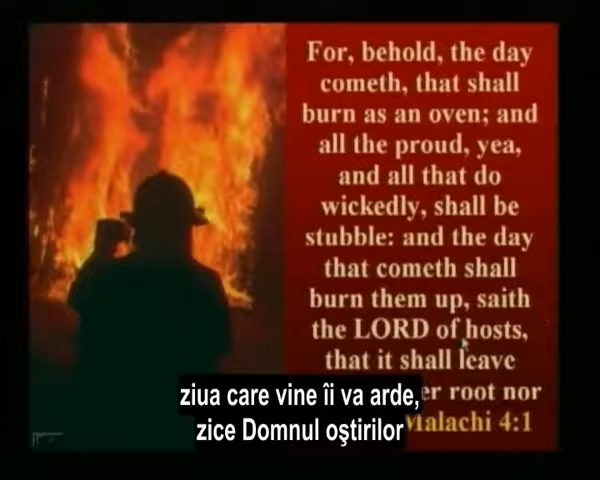 For, behold, the day
cometh, that shall
burn as an oven; and
all the proud, yea,
and all that do
wickedly, shall be
stubble: and the day
that cometh shall
burn them up, saith
the LORD of hosts,
that it shall leave
er root nor
Malachi 4:1
ziua care vine îi va arde,
zice Domnul oştirilor